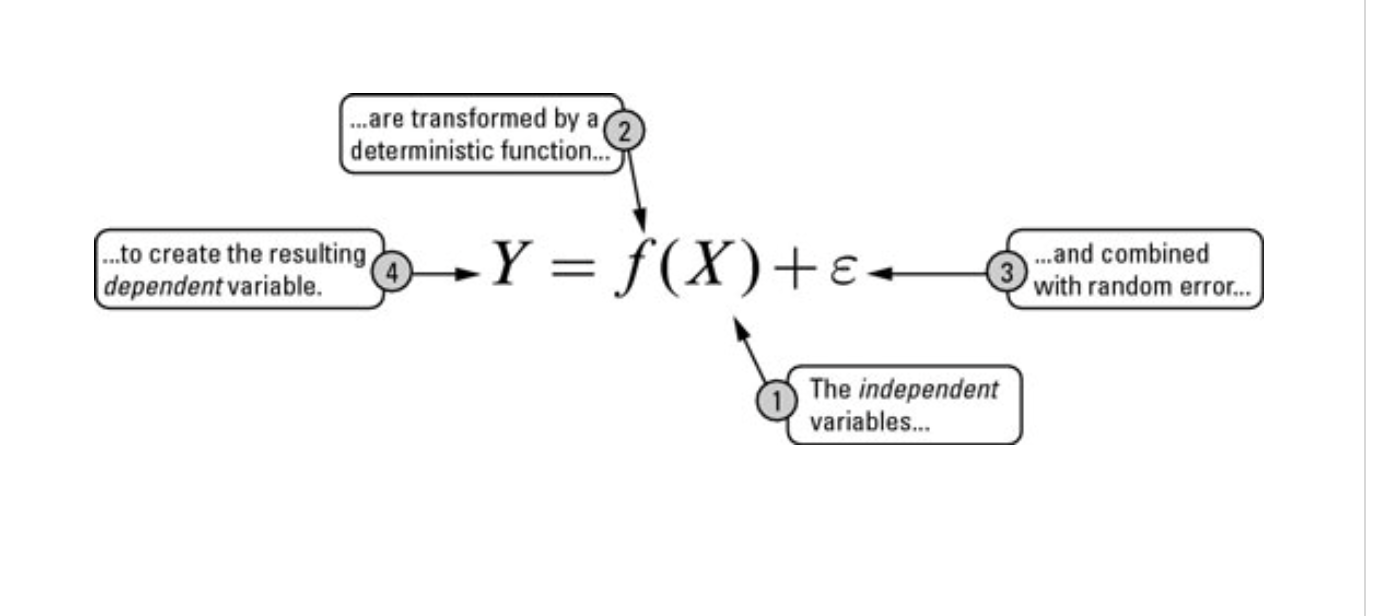 ...are transformed by a
deterministic function...
2
...to create the resulting
dependent variable.
4
Y = f(X) + ε
3
...and combined
with random error...
1
The independent
variables...